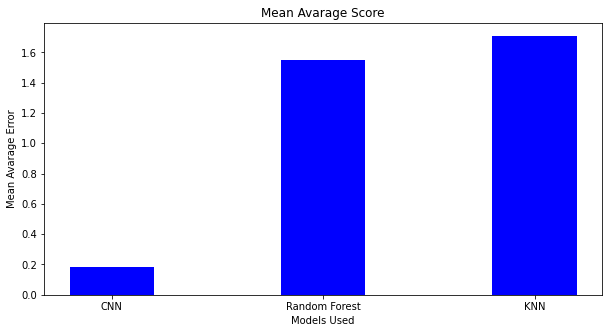 Mean Avarage Score
Mean Avarage Error
1.6
1.4
1.2
1.0
0.8
0.6
0.4
0.2
0.0
CNN
Random Forest
KNN
Models Used